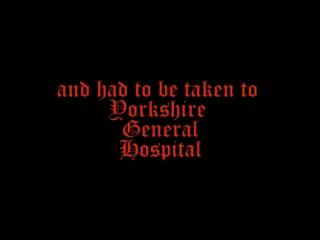 and had to be taken to
Yorkshire
General
Hospital